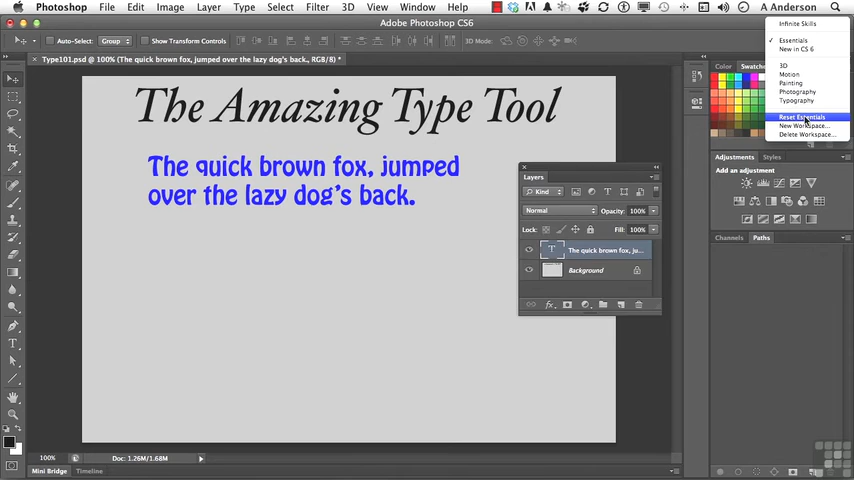 Photoshop File Edit Image Layer Type Select Filter 3D View Window Help A Anderson
Adobe Photoshop CS6
Auto-Select: Group Show Transform Controls 3D Mode:
Type101.psd @ 100% (The quick brown fox, jumped over the lazy dog's back., RGB/8) *
Infinite Skills
Essentials
New in CS 6
3D
Motion
Painting
Photography
Typography
Reset Essentials
New Workspace...
Delete Workspace...
Color Swatches
The Amazing Type Tool
The quick brown fox, jumped
over the lazy dog's back.
Layers
Kind
Normal Opacity: 100%
Lock: Fill: 100%
The quick brown fox, ju...
Background
Adjustments Styles
Add an adjustment
Channels Paths
100% Doc: 1.26M/1.68M
Mini Bridge Timeline